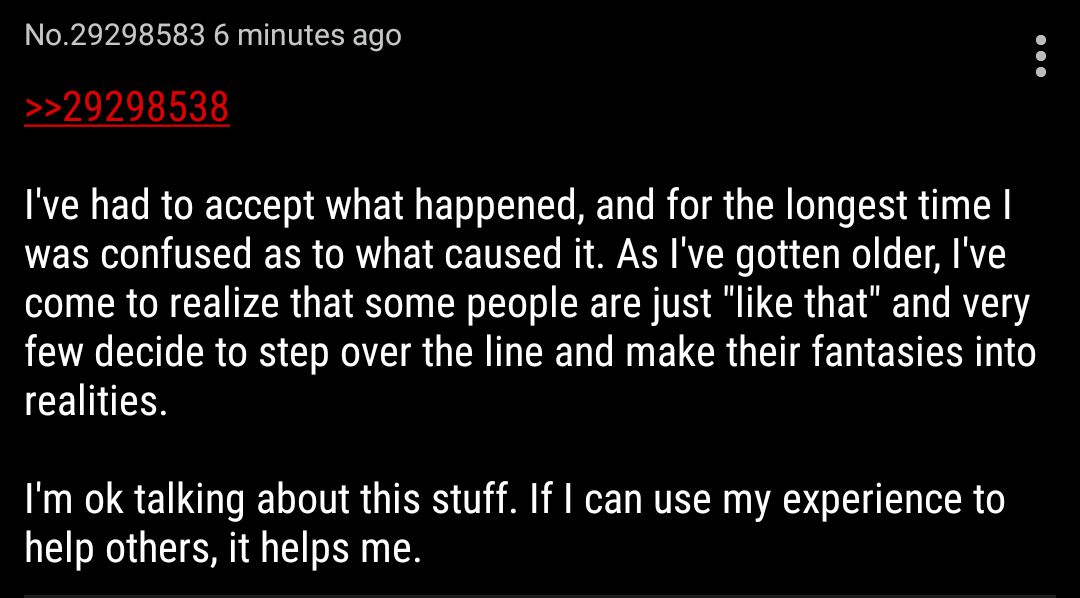 No.29298583 6 minutes ago
>>29298538
I've had to accept what happened, and for the longest time I
was confused as to what caused it. As I've gotten older, I've
come to realize that some people are just "like that" and very
few decide to step over the line and make their fantasies into
realities.
I'm ok talking about this stuff. If I can use my experience to
help others, it helps me.